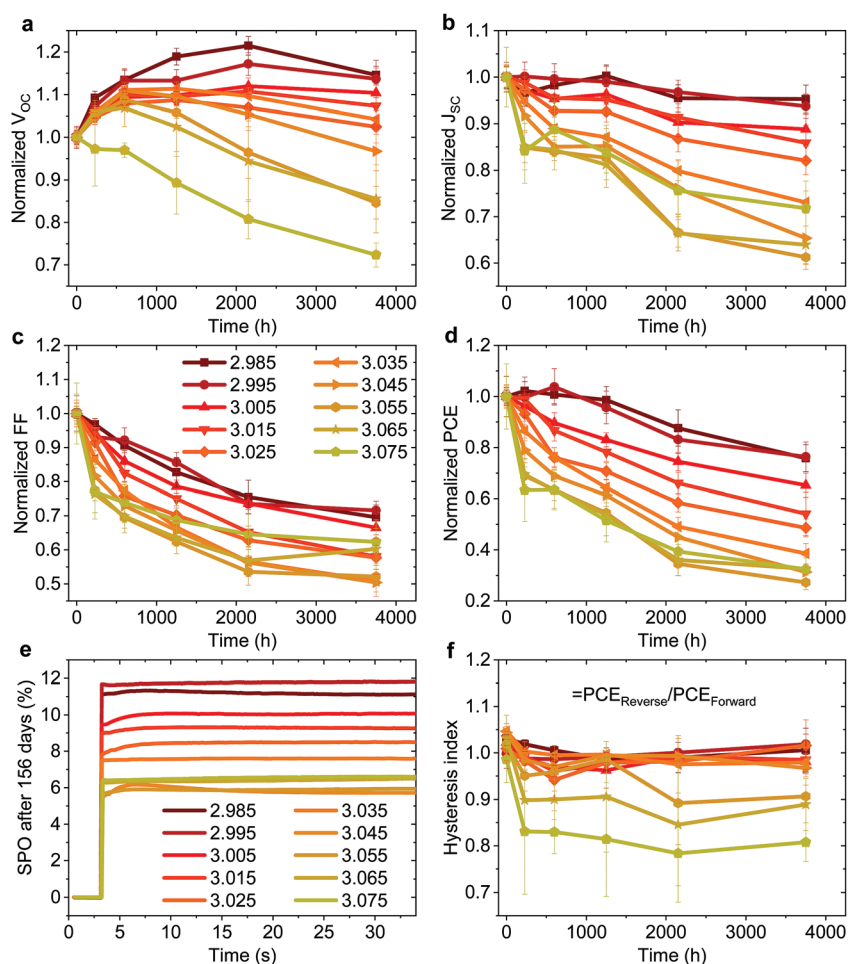 a
1.2
1.1
1.0
0.9
0.8
0.7
Normalized V_OC
0 1000 2000 3000 4000
Time (h)
b
1.1
1.0
0.9
0.8
0.7
0.6
Normalized J_SC
0 1000 2000 3000 4000
Time (h)
c
1.2
1.1
1.0
0.9
0.8
0.7
0.6
0.5
Normalized FF
2.985 3.035
2.995 3.045
3.005 3.055
3.015 3.065
3.025 3.075
0 1000 2000 3000 4000
Time (h)
d
1.2
1.0
0.8
0.6
0.4
0.2
Normalized PCE
0 1000 2000 3000 4000
Time (h)
e
12
10
8
6
4
2
0
SPO after 156 days (%)
2.985 3.035
2.995 3.045
3.005 3.055
3.015 3.065
3.025 3.075
0 5 10 15 20 25 30
Time (s)
f
1.2
1.1
1.0
0.9
0.8
0.7
Hysteresis index
=PCE_Reverse/PCE_Forward
0 1000 2000 3000 4000
Time (h)